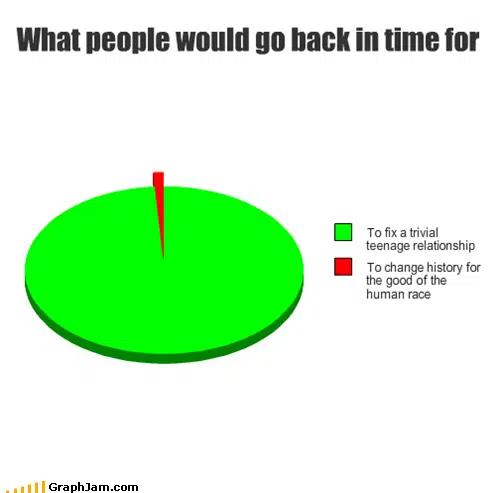 What people would go back in time for
To fix a trivial
teenage relationship
To change history for
the good of the
human race
GraphJam.com